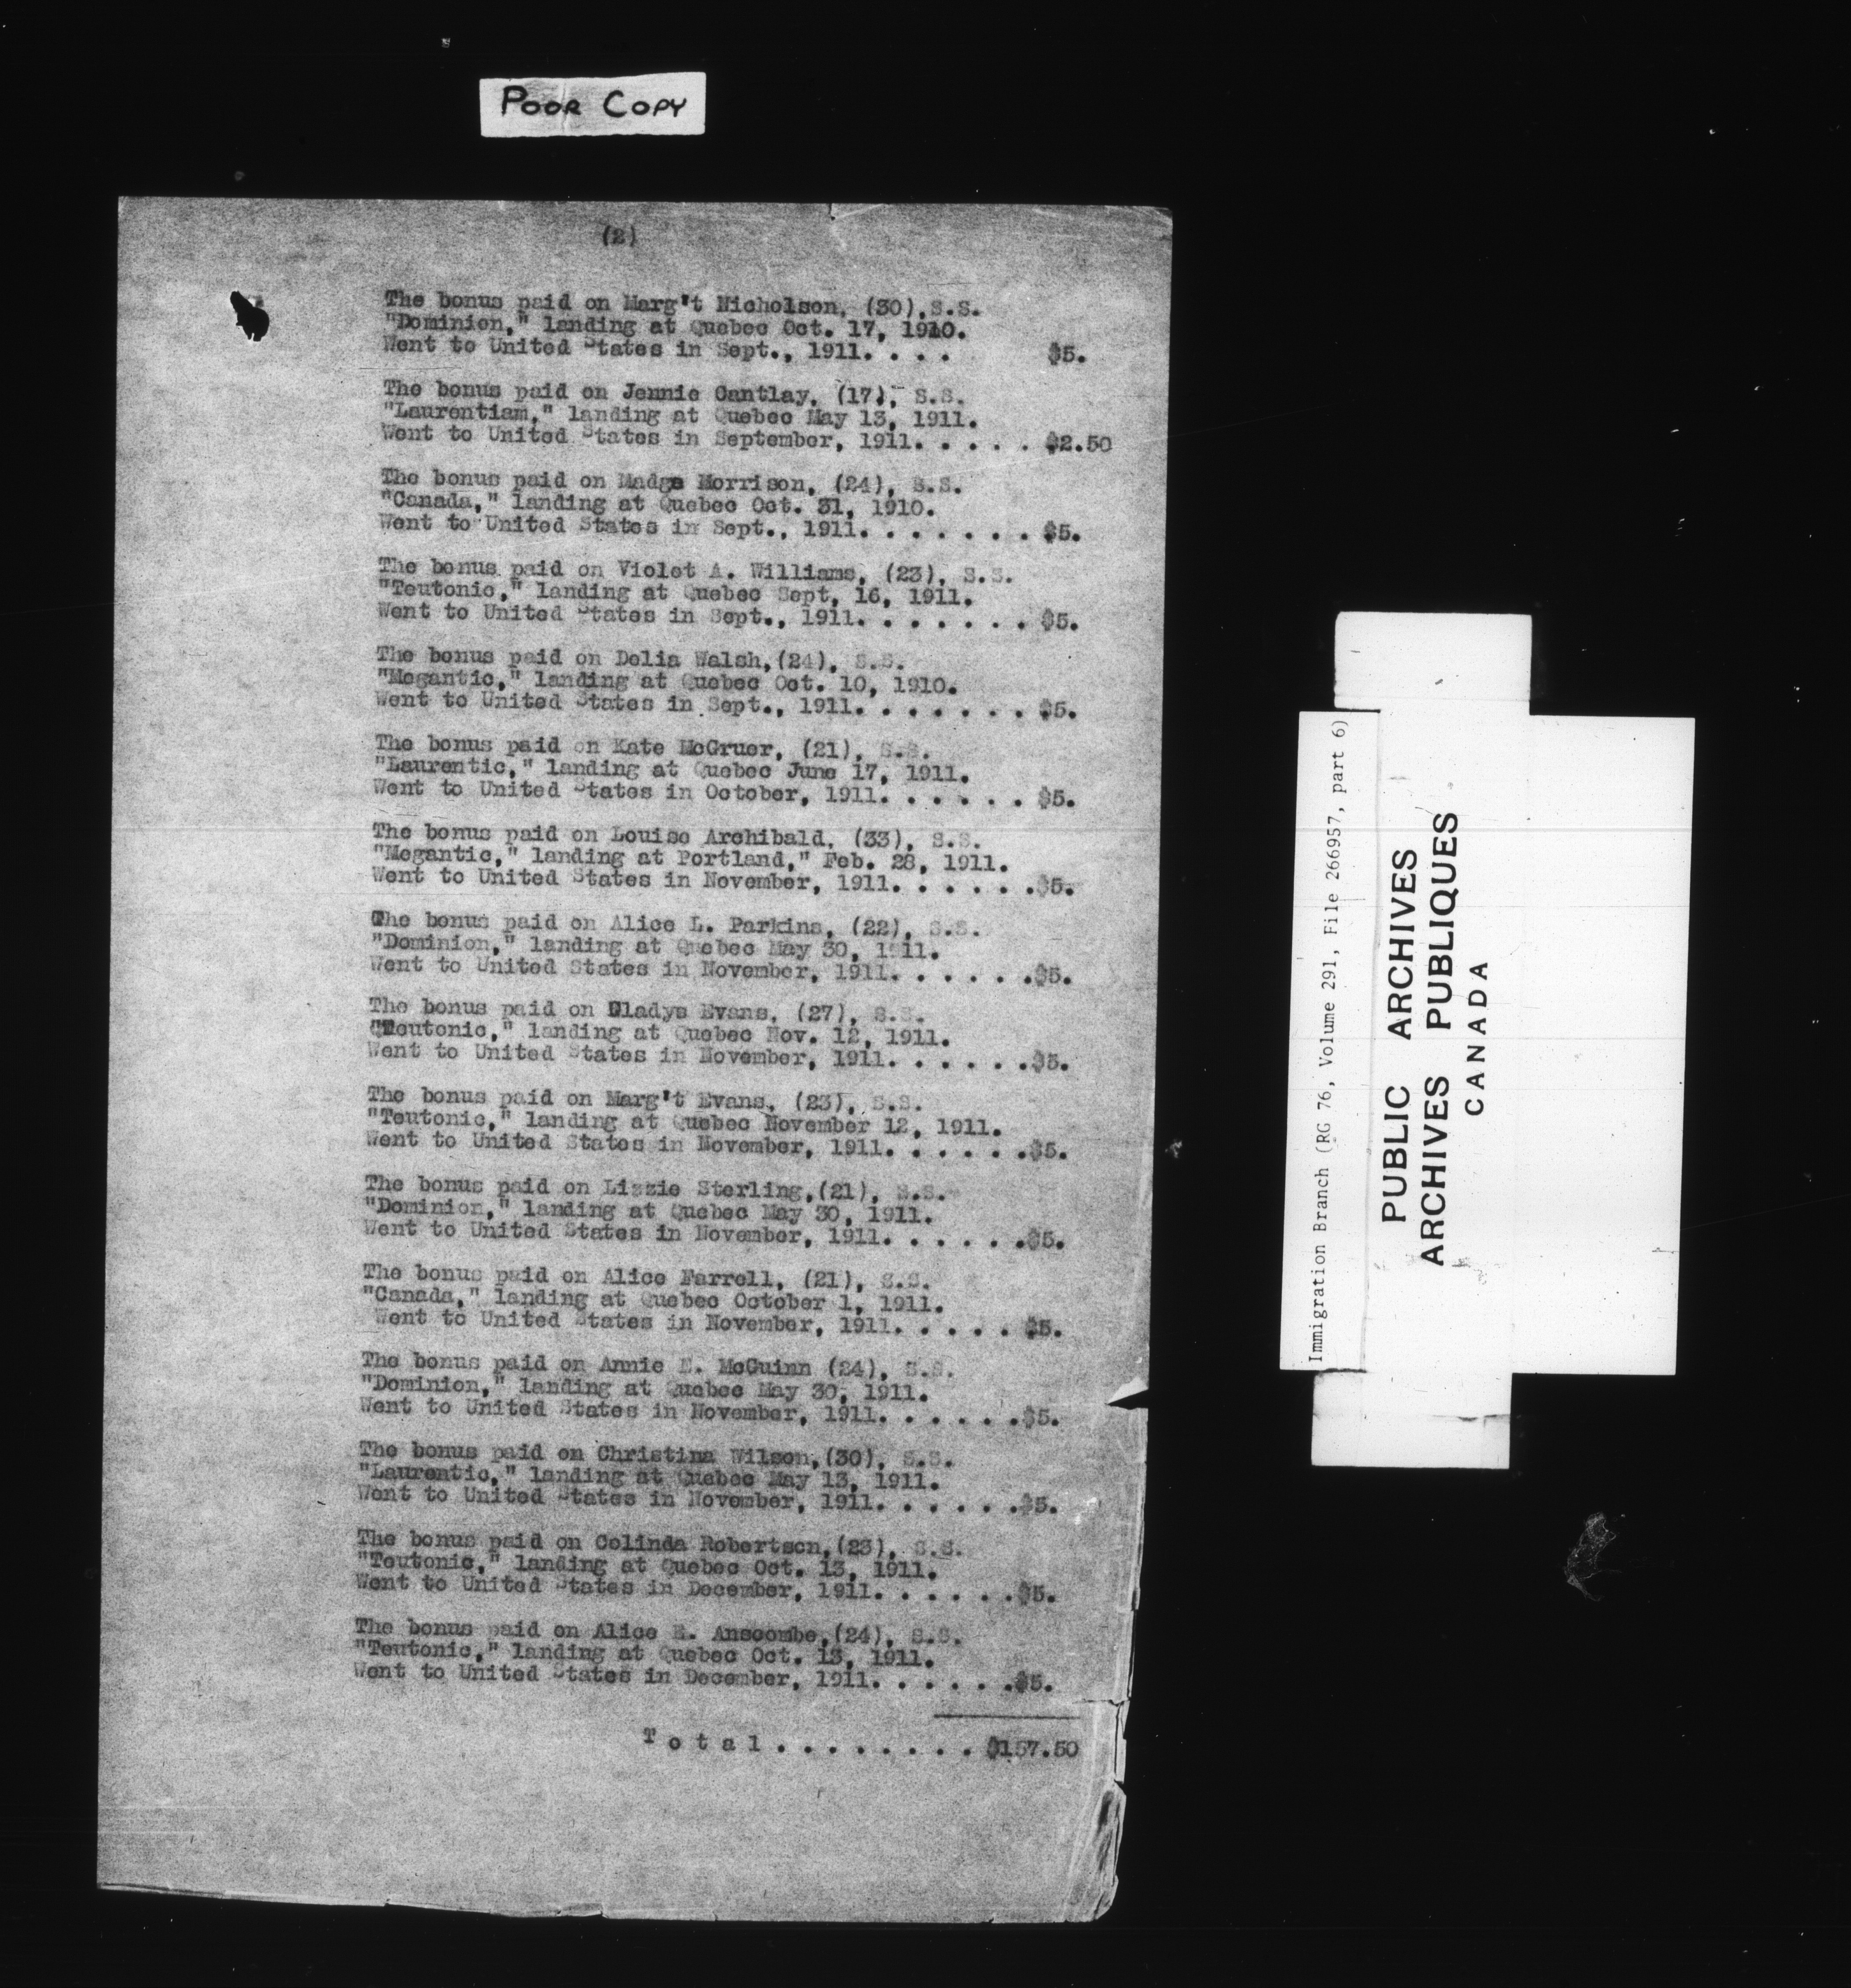 POOR COPY
(2)
The bonus paid on Marg't Nicholson, (30), S.S.
"Dominion," landing at Quebec Oct. 17, 1910.
Went to United States in Sept., 1911. . . . $5.
The bonus paid on Jennie Cantlay, (17), S.S.
"Laurentiam," landing at Quebec May 13, 1911.
Went to United States in September, 1911. . . . . $2.50
The bonus paid on Madge Morrison, (24), S.S.
"Canada," landing at Quebec Oct. 31, 1910.
Went to United States in Sept., 1911. . . . . . . $5.
The bonus paid on Violet A. Williams, (23), S.S.
"Teutonic," landing at Quebec Sept, 16, 1911.
Went to United States in Sept., 1911. . . . . . . $5.
The bonus paid on Delia Walsh,(24), S.S.
"Megantic," landing at Quebec Oct. 10, 1910.
Went to United States in Sept., 1911. . . . . . . $5.
The bonus paid on Kate McGruer, (21), S.S.
"Laurentic," landing at Quebec June 17, 1911.
Went to United States in October, 1911. . . . . . $5.
The bonus paid on Louise Archibald, (33), S.S.
"Megantic," landing at Portland," Feb. 28, 1911.
Went to United States in November, 1911. . . . . .$5.
The bonus paid on Alice L. Parkins, (22), S.S.
"Dominion," landing at Quebec May 30, 1911.
Went to United States in November, 1911. . . . . .$5.
The bonus paid on Gladys Evans, (27), S.S.
"Teutonic," landing at Quebec Nov. 12, 1911.
Went to United States in November, 1911. . . . . .$5.
The bonus paid on Marg't Evans, (23), S.S.
"Teutonic," landing at Quebec November 12, 1911.
Went to United States in November, 1911. . . . . .$5.
The bonus paid on Lizzie Sterling,(21), S.S.
"Dominion," landing at Quebec May 30, 1911.
Went to United States in November, 1911. . . . . .$5.
The bonus paid on Alice Farrell, (21), S.S.
"Canada," landing at Quebec October 1, 1911.
Went to United States in November, 1911. . . . . $5.
The bonus paid on Annie E. McGuinn (24), S.S.
"Dominion," landing at Quebec May 30, 1911.
Went to United States in November, 1911. . . . . .$5.
The bonus paid on Christina Wilson,(30), S.S.
"Laurentic," landing at Quebec May 13, 1911.
Went to United States in November, 1911. . . . . .$5.
The bonus paid on Colinda Robertson,(23), S.S.
"Teutonic," landing at Quebec Oct. 13, 1911.
Went to United States in December, 1911. . . . . .$5.
The bonus paid on Alice E. Anscombe,(24), S.S.
"Teutonic," landing at Quebec Oct. 13, 1911.
Went to United States in December, 1911. . . . . .$5.
Total. . . . . . . . $157.50
Immigration Branch (RG 76, Volume 291, File 266957, part 6)
PUBLIC ARCHIVES
ARCHIVES PUBLIQUES
CANADA